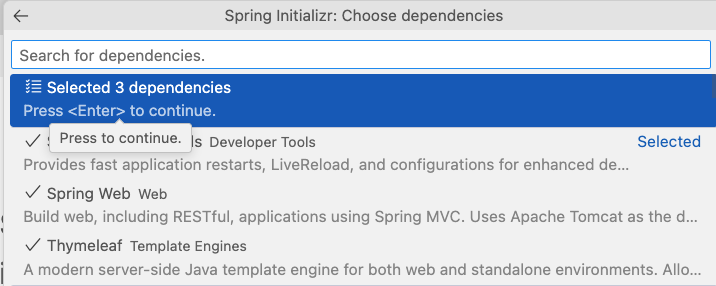 Spring Initializr: Choose dependencies
Search for dependencies.
Selected 3 dependencies
Press <Enter> to continue.
Press to continue.
Developer Tools Selected
Provides fast application restarts, LiveReload, and configurations for enhanced de...
Spring Web Web
Build web, including RESTful, applications using Spring MVC. Uses Apache Tomcat as the d...
Thymeleaf Template Engines
A modern server-side Java template engine for both web and standalone environments. Allo...